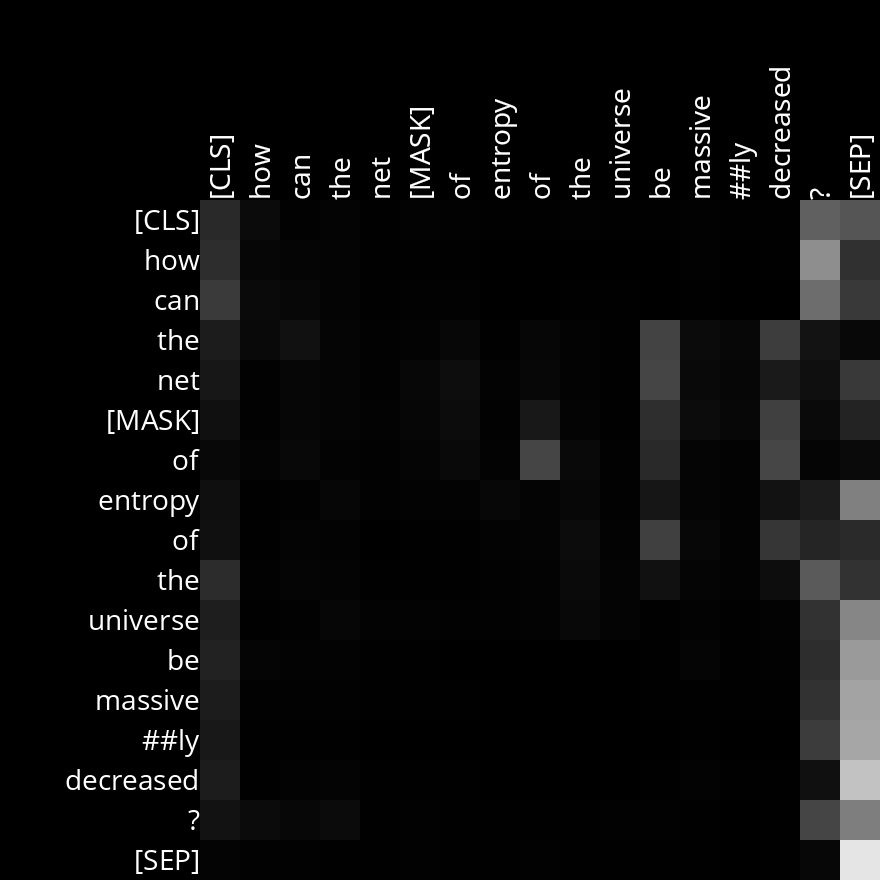 [CLS] how can the net [MASK] of entropy of the universe be massive ##ly decreased ? [SEP]
[CLS]
how
can
the
net
[MASK]
of
entropy
of
the
universe
be
massive
##ly
decreased
?
[SEP]